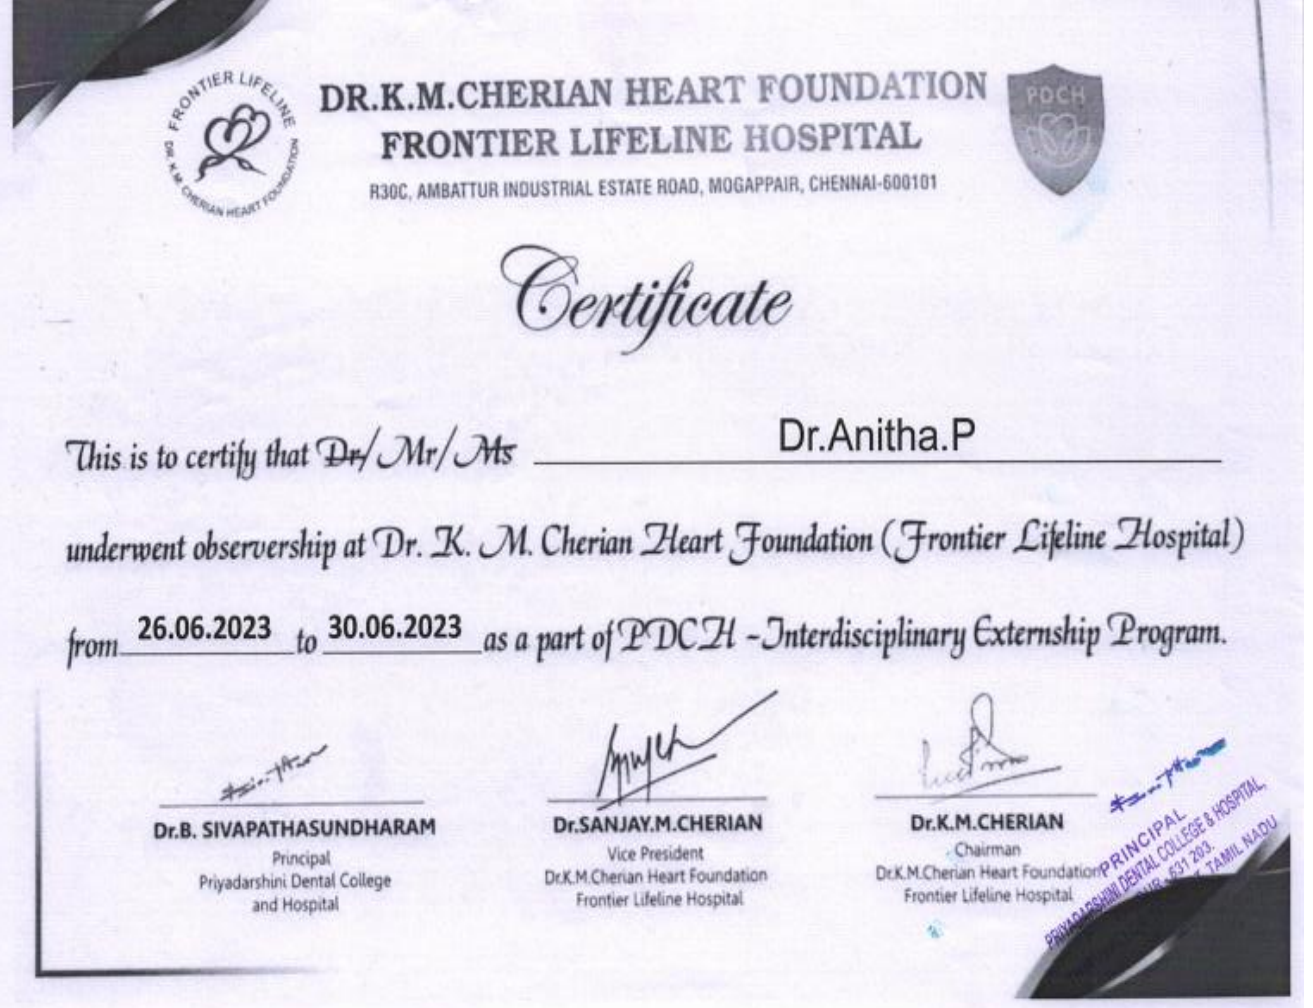 FRONTIER LIFELINE
DR. K.M. CHERIAN HEART FOUNDATION
DR.K.M.CHERIAN HEART FOUNDATION
FRONTIER LIFELINE HOSPITAL
R30C, AMBATTUR INDUSTRIAL ESTATE ROAD, MOGAPPAIR, CHENNAI-600101
PDCH
Certificate
This is to certify that Dr/Mr/Ms Dr.Anitha.P
underwent observership at Dr. K. M. Cherian Heart Foundation (Frontier Lifeline Hospital)
from 26.06.2023 to 30.06.2023 as a part of PDCH -Interdisciplinary Externship Program.
Dr.B. SIVAPATHASUNDHARAM
Principal
Priyadarshini Dental College
and Hospital
Dr.SANJAY.M.CHERIAN
Vice President
Dr.K.M.Cherian Heart Foundation
Frontier Lifeline Hospital
Dr.K.M.CHERIAN
Chairman
Dr.K.M.Cherian Heart Foundation
Frontier Lifeline Hospital
PRINCIPAL
PRIYADARSHINI DENTAL COLLEGE & HOSPITAL,
631 203.
TAMIL NADU